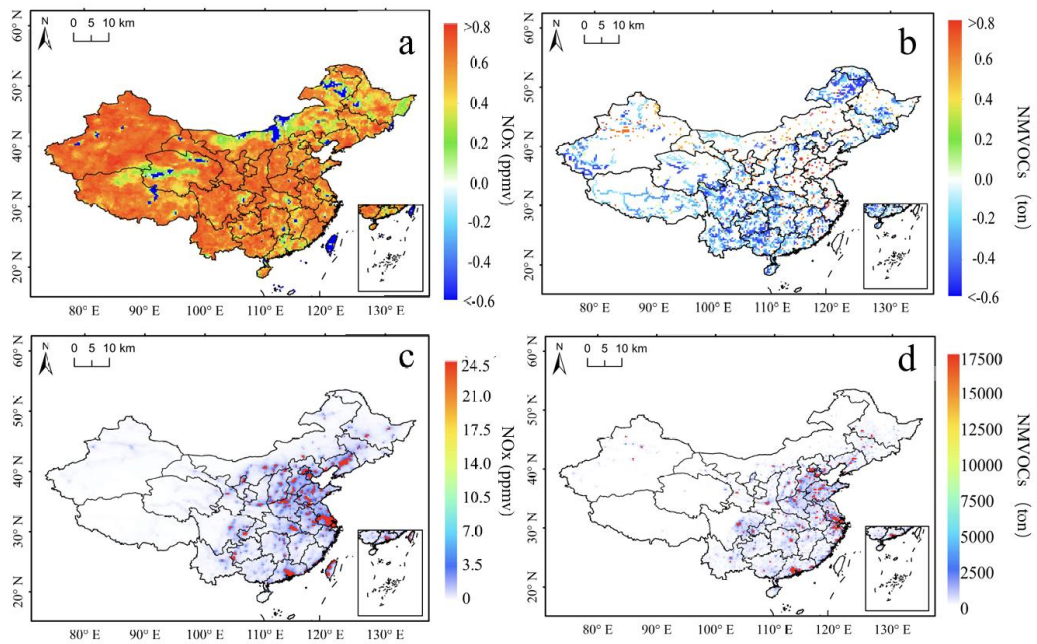 N
0 5 10 km
a
60° N
50° N
40° N
30° N
20° N
80° E 90° E 100° E 110° E 120° E 130° E
>0.8
0.6
0.4
0.2
0.0
-0.2
-0.4
<-0.6
NOx (ppmv)
N
0 5 10 km
b
60° N
50° N
40° N
30° N
20° N
80° E 90° E 100° E 110° E 120° E 130° E
>0.8
0.6
0.4
0.2
0.0
-0.2
-0.4
<-0.6
NMVOCs (ton)
N
0 5 10 km
c
60° N
50° N
40° N
30° N
20° N
80° E 90° E 100° E 110° E 120° E 130° E
24.5
21.0
17.5
14.0
10.5
7.0
3.5
0
NOx (ppmv)
N
0 5 10 km
d
60° N
50° N
40° N
30° N
20° N
80° E 90° E 100° E 110° E 120° E 130° E
17500
15000
12500
10000
7500
5000
2500
0
NMVOCs (ton)